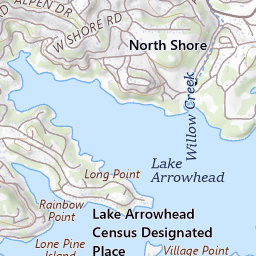 D ALPEN DR
W SHORE RD
North Shore
Willow Creek
Lake
Arrowhead
Long Point
Rainbow
Point
Lake Arrowhead
Census Designated
Place
Lone Pine
Island
Village Point